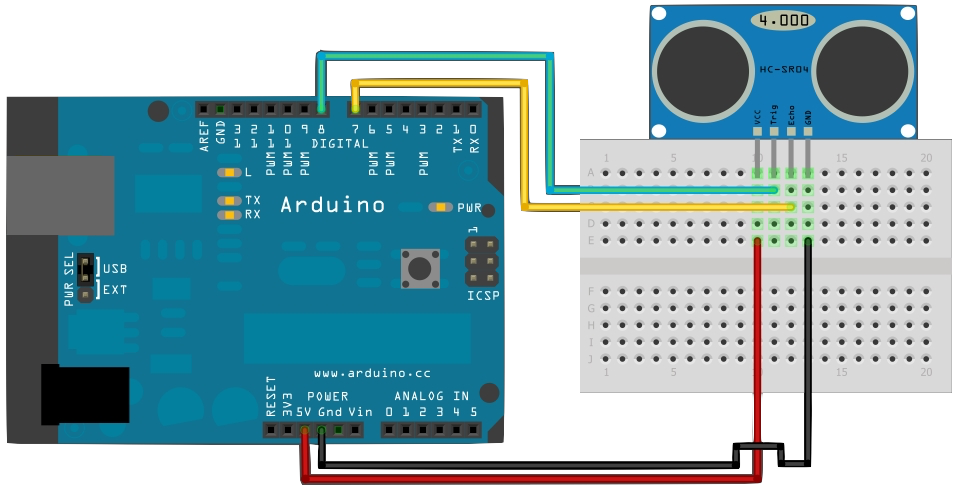 4.000
HC-SR04
VCC Trig Echo GND
AREF GND 13 12 11 10 9 8 7 6 5 4 3 2 1 0
PWM PWM PWM DIGITAL PWM PWM PWM TX RX
L
TX
RX
Arduino
PWR
1
ICSP
PWR SEL
USB
EXT
www.arduino.cc
RESET 3V3
POWER
ANALOG IN
5V Gnd Vin 0 1 2 3 4 5
1 5 10 15 20
A
D
E
F
G
H
I
J
1 5 15 20